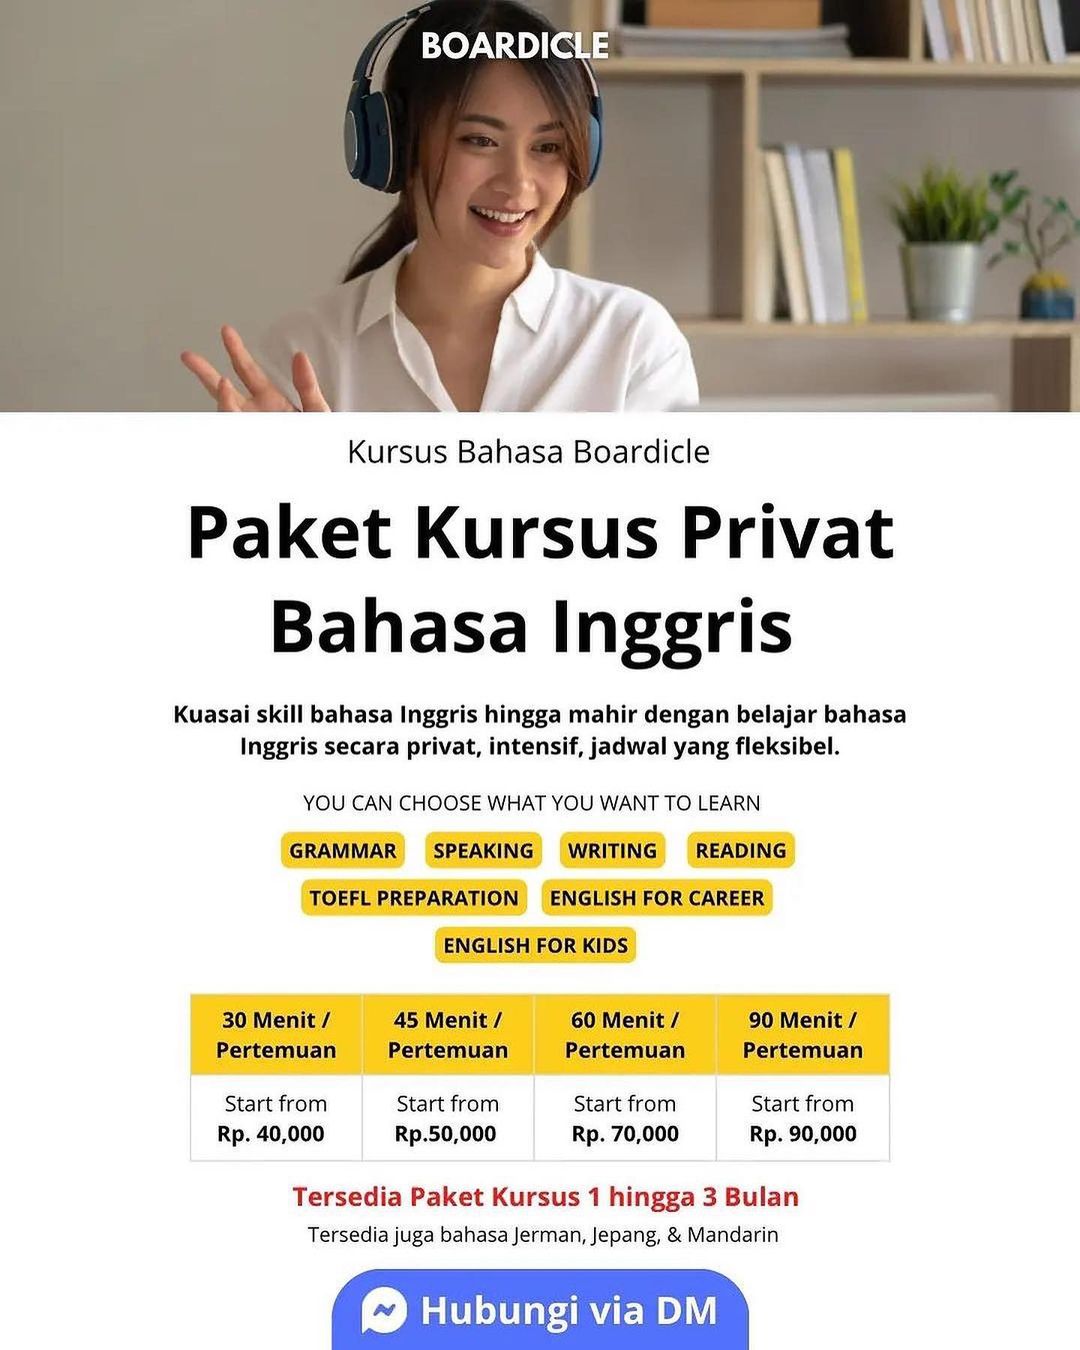 BOARDICLE
Kursus Bahasa Boardicle
Paket Kursus Privat
Bahasa Inggris
Kuasai skill bahasa Inggris hingga mahir dengan belajar bahasa
Inggris secara privat, intensif, jadwal yang fleksibel.
YOU CAN CHOOSE WHAT YOU WANT TO LEARN
GRAMMAR SPEAKING WRITING READING
TOEFL PREPARATION ENGLISH FOR CAREER
ENGLISH FOR KIDS
30 Menit / 45 Menit / 60 Menit / 90 Menit /
Pertemuan Pertemuan Pertemuan Pertemuan
Start from Start from Start from Start from
Rp. 40,000 Rp.50,000 Rp. 70,000 Rp. 90,000
Tersedia Paket Kursus 1 hingga 3 Bulan
Tersedia juga bahasa Jerman, Jepang, & Mandarin
Hubungi via DM